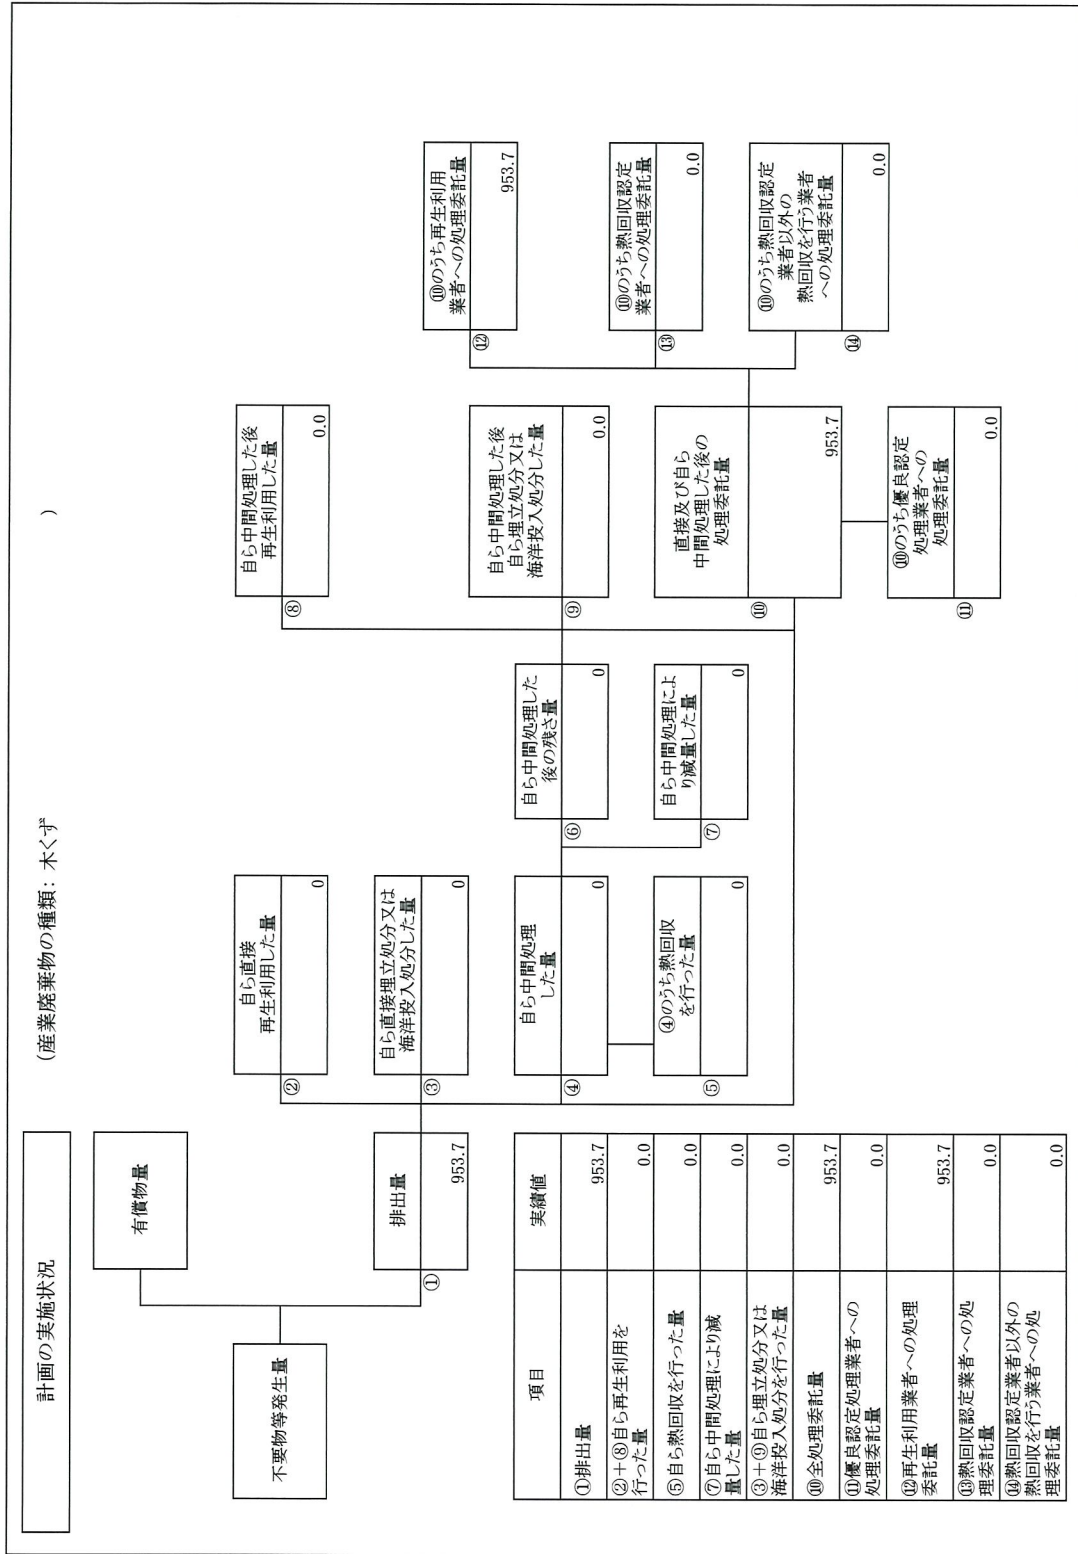 計画の実施状況
(産業廃棄物の種類: 木くず )
不要物等発生量
有償物量
①
排出量
953.7
②
自ら直接
再生利用した量
0
③
自ら直接埋立処分又は
海洋投入処分した量
0
④
自ら中間処理
した量
0
⑤
④のうち熱回収
を行った量
0
⑥
自ら中間処理した
後の残さ量
0
⑦
自ら中間処理によ
り減量した量
0
⑧
自ら中間処理した後
再生利用した量
0.0
⑨
自ら中間処理した後
自ら埋立処分又は
海洋投入処分した量
0.0
⑩
直接及び自ら
中間処理した後の
処理委託量
953.7
⑪
⑩のうち優良認定
処理業者への
処理委託量
0.0
⑫
⑩のうち再生利用
業者への処理委託量
953.7
⑬
⑩のうち熱回収認定
業者への処理委託量
0.0
⑭
⑩のうち熱回収認定
業者以外の
熱回収を行う業者
への処理委託量
0.0
項目 実績値
①排出量 953.7
②+⑧自ら再生利用を
行った量 0.0
⑤自ら熱回収を行った量 0.0
⑦自ら中間処理により減
量した量 0.0
③+⑨自ら埋立処分又は
海洋投入処分を行った量 0.0
⑩全処理委託量 953.7
⑪優良認定処理業者への
処理委託量 0.0
⑫再生利用業者への処理
委託量 953.7
⑬熱回収認定業者への処
理委託量 0.0
⑭熱回収認定業者以外の
熱回収を行う業者への処
理委託量 0.0